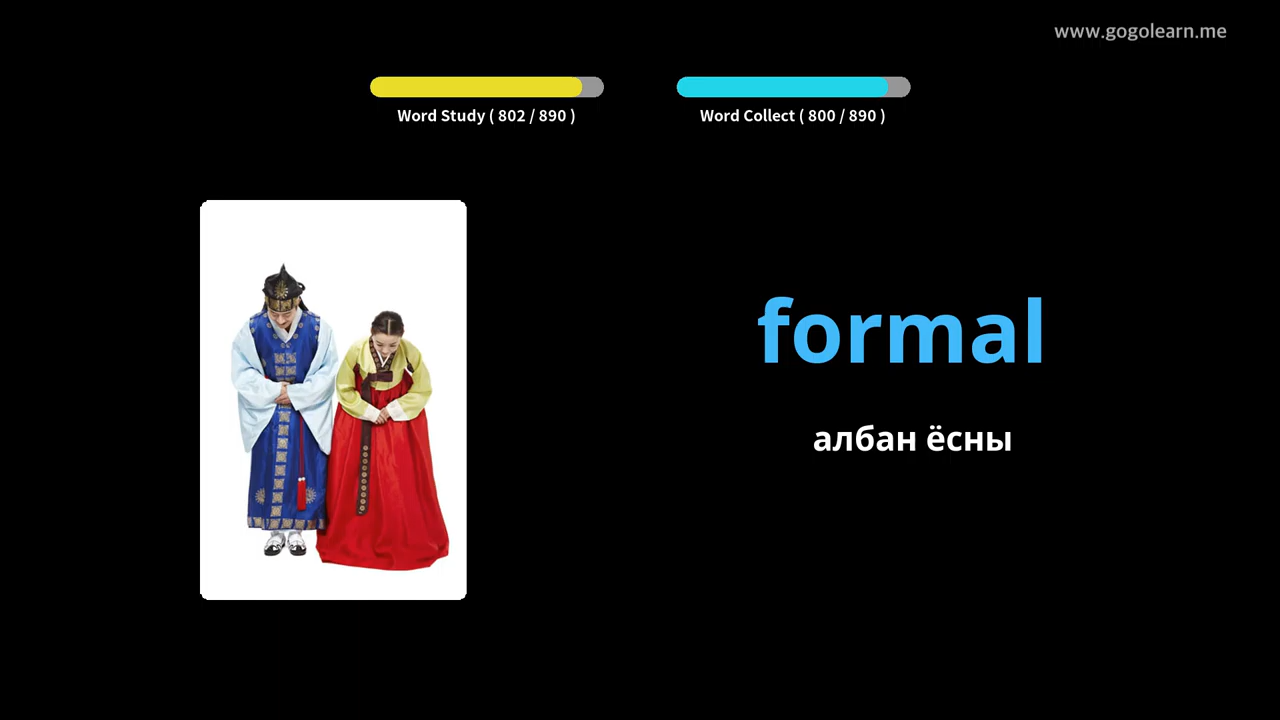 www.gogolearn.me
Word Study ( 802 / 890 )
Word Collect ( 800 / 890 )
formal
албан ёсны